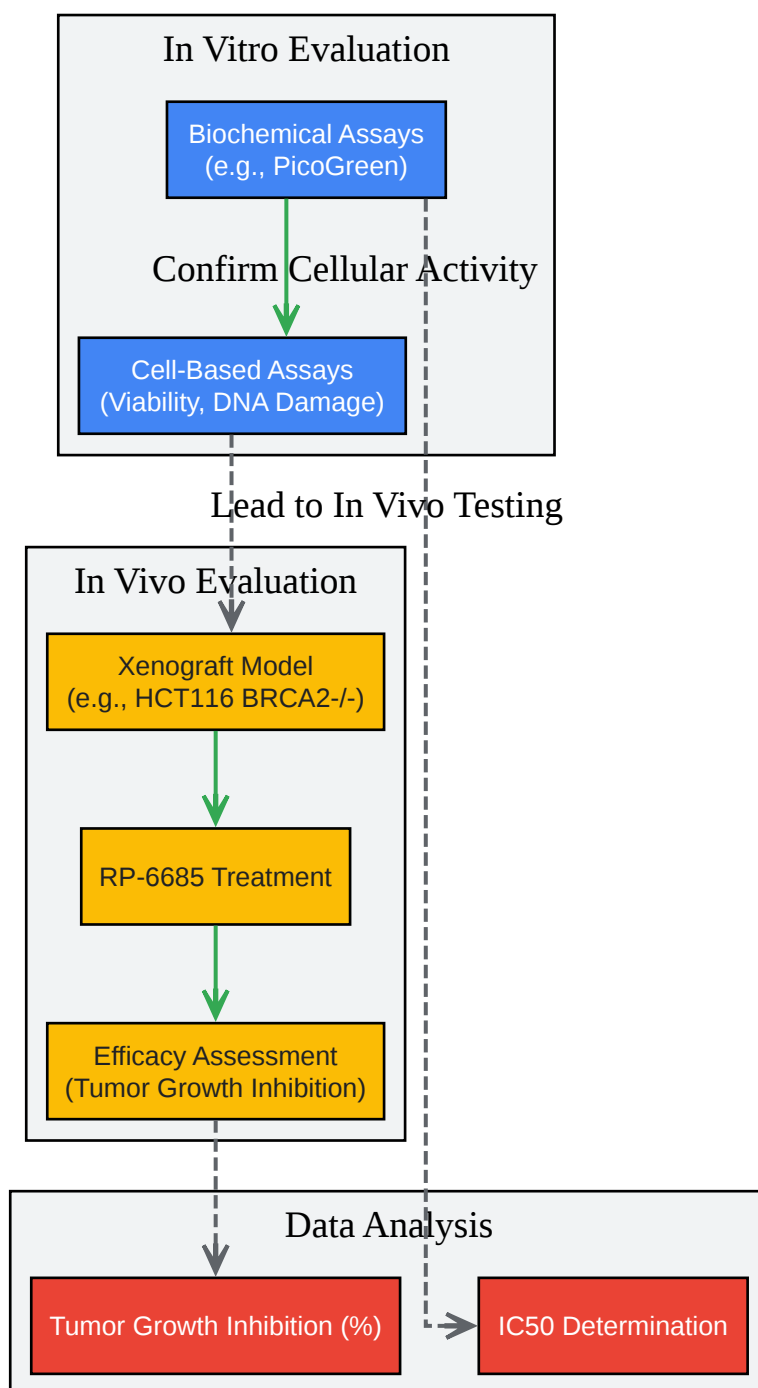 In Vitro Evaluation
Biochemical Assays
(e.g., PicoGreen)
Confirm Cellular Activity
Cell-Based Assays
(Viability, DNA Damage)
Lead to In Vivo Testing
In Vivo Evaluation
Xenograft Model
(e.g., HCT116 BRCA2-/-)
RP-6685 Treatment
Efficacy Assessment
(Tumor Growth Inhibition)
Data Analysis
Tumor Growth Inhibition (%)
IC50 Determination